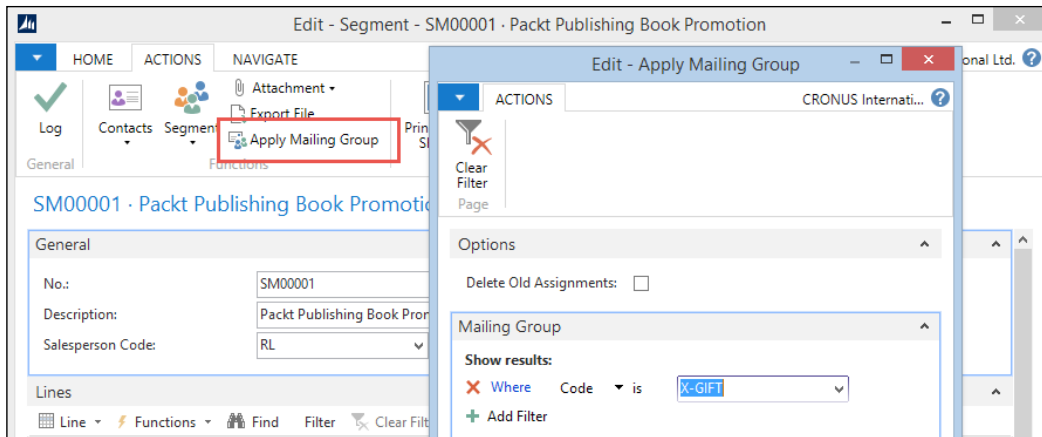 Edit - Segment - SM00001 · Packt Publishing Book Promotion
HOME ACTIONS NAVIGATE
onal Ltd.
Log
Contacts
Segment
Attachment
Export File
Apply Mailing Group
Prin
General
Functions
SM00001 · Packt Publishing Book Promotio
General
No.: SM00001
Description: Packt Publishing Book Pron
Salesperson Code: RL
Lines
Line Functions Find Filter Clear Filt
Edit - Apply Mailing Group
ACTIONS
CRONUS Internati...
Clear
Filter
Page
Options
Delete Old Assignments:
Mailing Group
Show results:
Where Code is X-GIFT
Add Filter